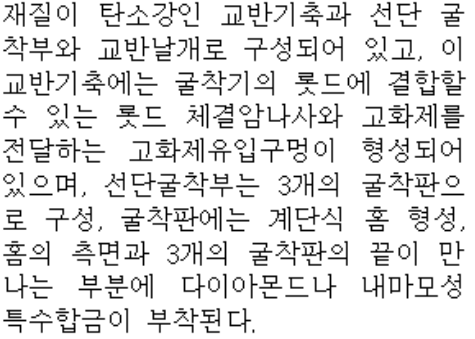 재질이 탄소강인 교반기축과 선단 굴
착부와 교반날개로 구성되어 있고, 이
교반기축에는 굴착기의 롯드에 결합할
수 있는 롯드 체결암나사와 고화제를
전달하는 고화제유입구멍이 형성되어
있으며, 선단굴착부는 3개의 굴착판으
로 구성, 굴착판에는 계단식 홈 형성,
홈의 측면과 3개의 굴착판의 끝이 만
나는 부분에 다이아몬드나 내마모성
특수합금이 부착된다.